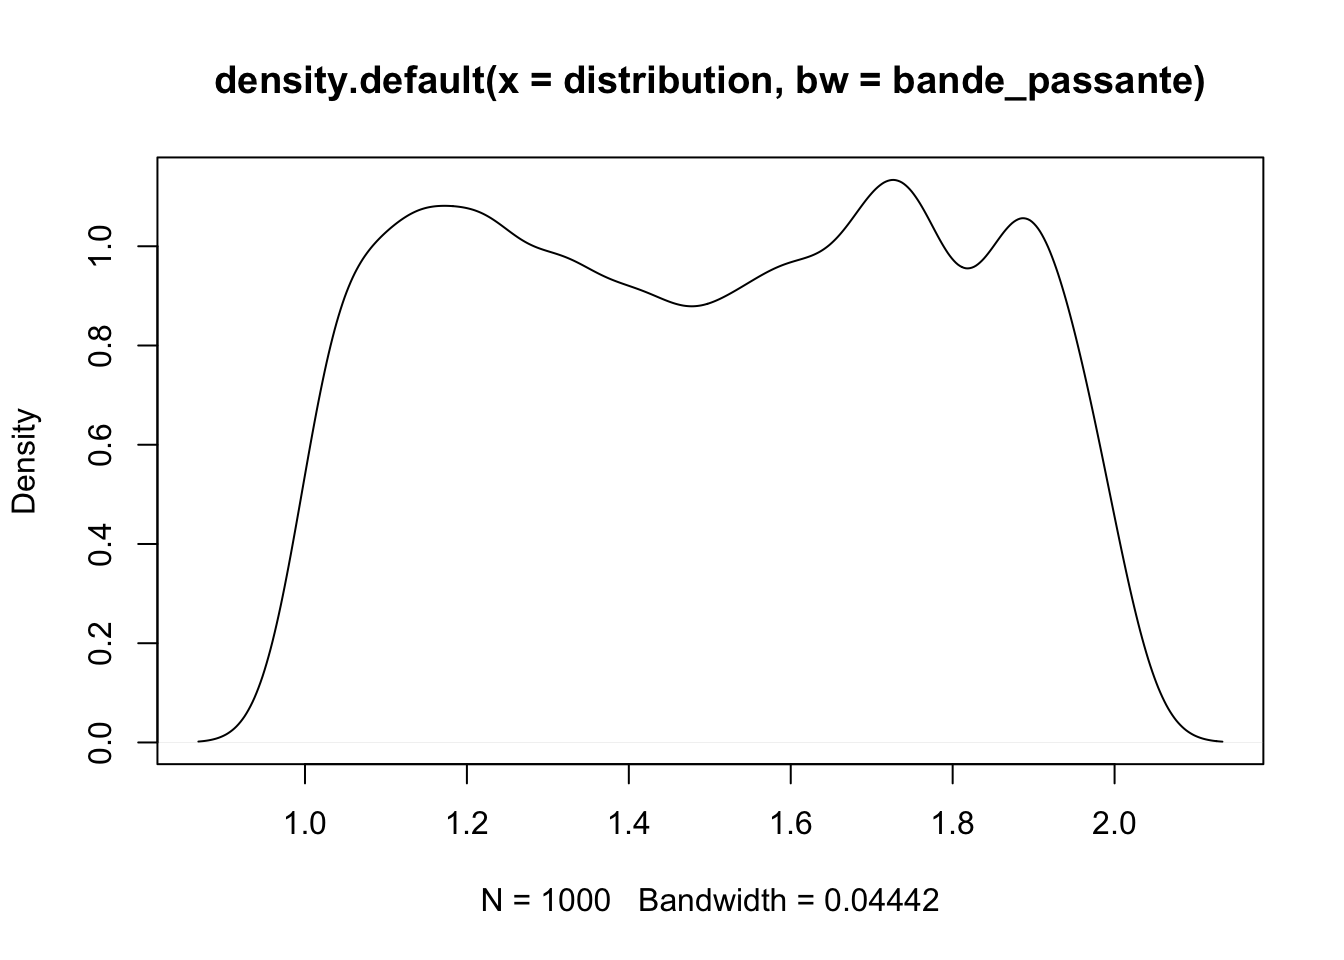 density.default(x = distribution, bw = bande_passante)
Density
1.0
0.8
0.6
0.4
0.2
0.0
1.0 1.2 1.4 1.6 1.8 2.0
N = 1000 Bandwidth = 0.04442